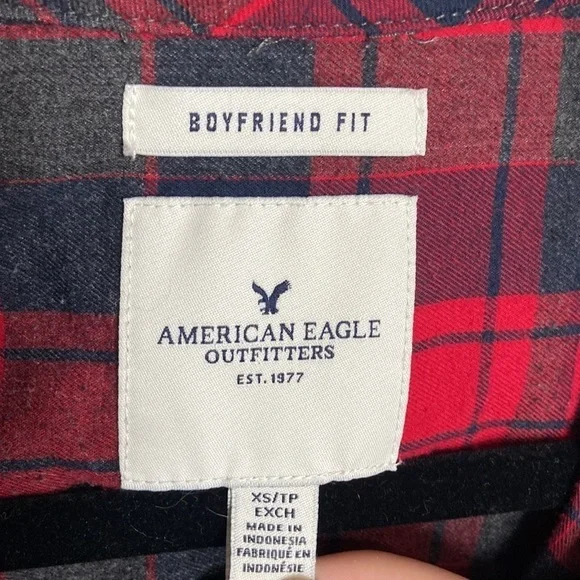 BOYFRIEND FIT
AMERICAN EAGLE
OUTFITTERS
EST. 1977
XS/TP
EXCH
MADE IN
INDONESIA
FABRIQUÉ EN
INDONÉSIE